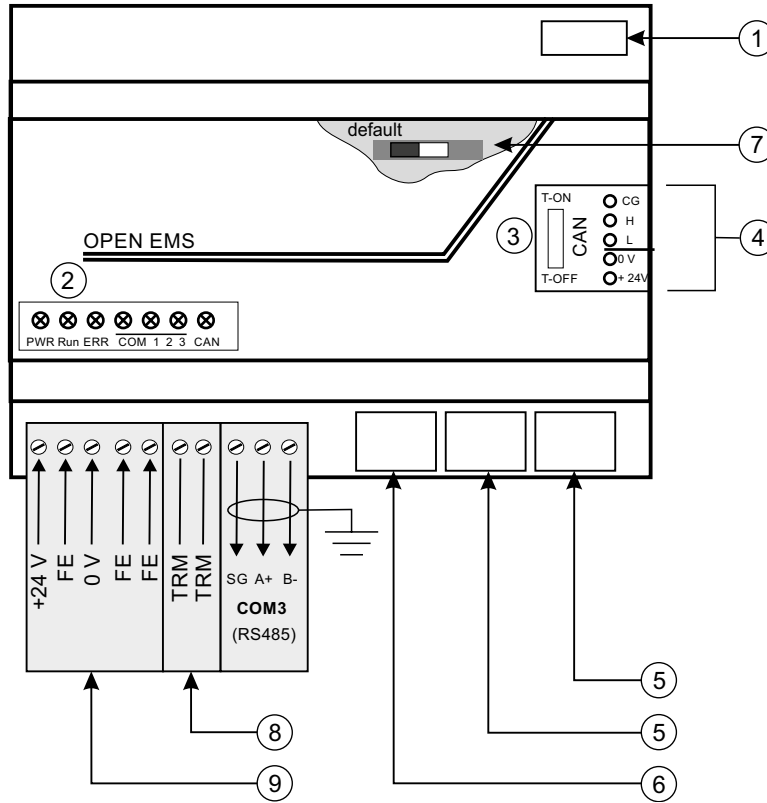 1
default
7
T-ON
CG
H
3
CAN
L
4
OPEN EMS
0 V
T-OFF
+ 24V
2
PWR Run ERR COM 1 2 3 CAN
+24 V
FE
0 V
FE
FE
TRM
TRM
SG A+ B-
COM3
(RS485)
5
8
5
9
6